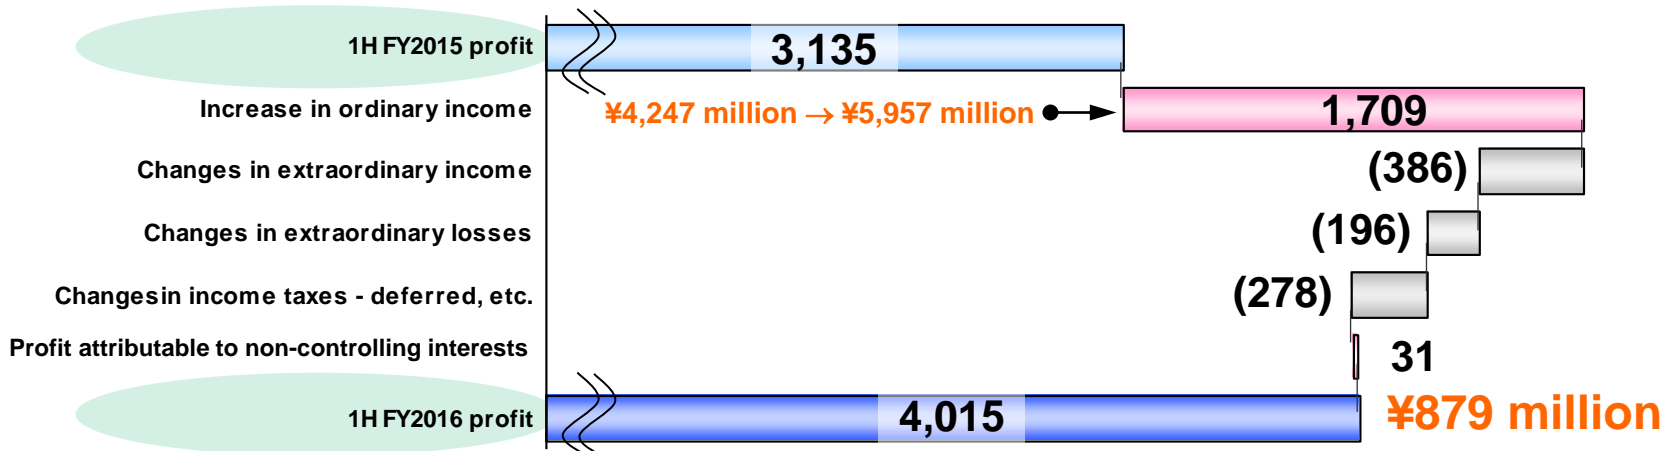 1H FY2015 profit 3,135
Increase in ordinary income ¥4,247 million → ¥5,957 million 1,709
Changes in extraordinary income (386)
Changes in extraordinary losses (196)
Changesin income taxes - deferred, etc. (278)
Profit attributable to non-controlling interests 31
1H FY2016 profit 4,015 ¥879 million